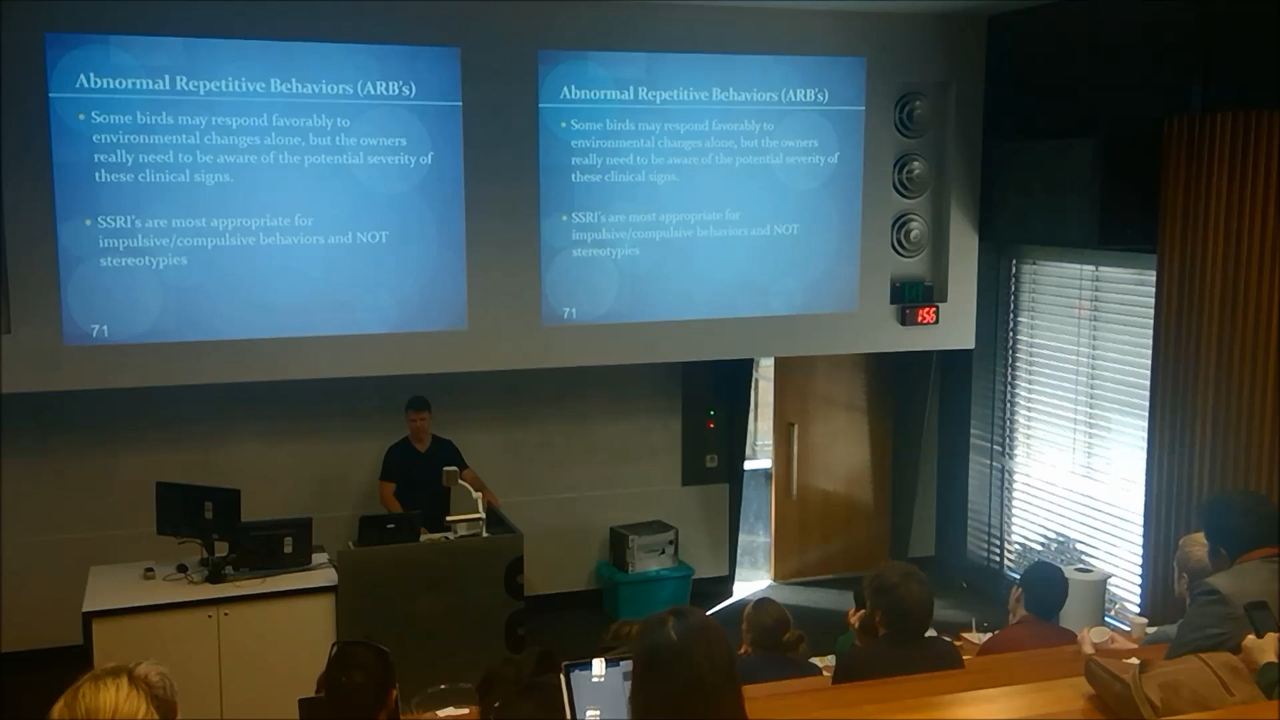 Abnormal Repetitive Behaviors (ARB's)
• Some birds may respond favorably to
environmental changes alone, but the owners
really need to be aware of the potential severity of
these clinical signs.
• SSRI's are most appropriate for
impulsive/compulsive behaviors and NOT
stereotypies
71
Abnormal Repetitive Behaviors (ARB's)
• Some birds may respond favorably to
environmental changes alone, but the owners
really need to be aware of the potential severity of
these clinical signs.
• SSRI's are most appropriate for
impulsive/compulsive behaviors and NOT
stereotypies
71
1:56